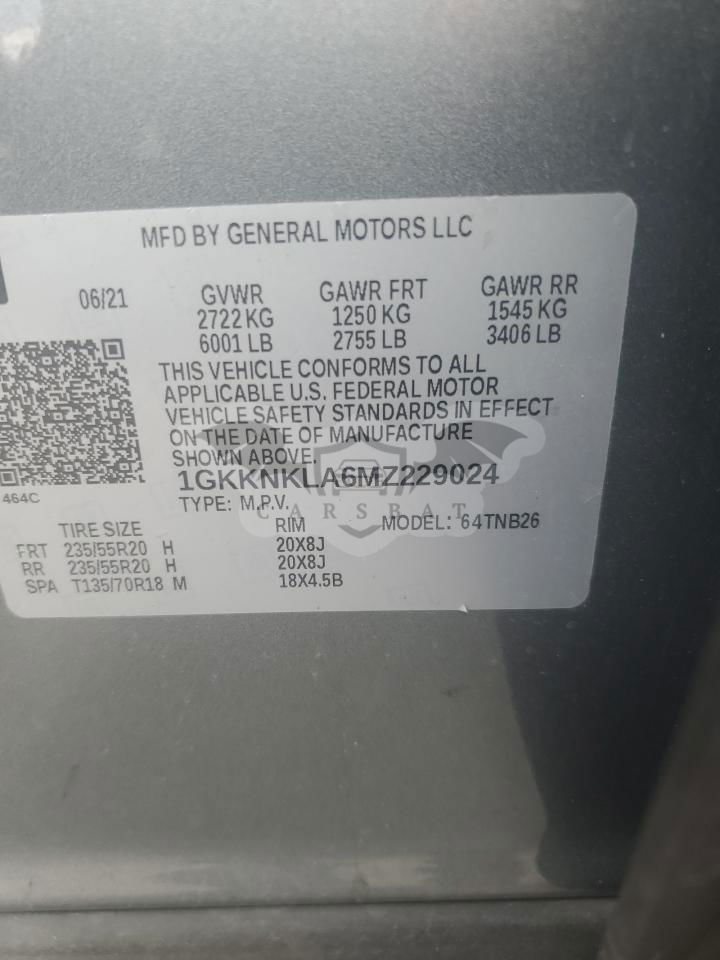 MFD BY GENERAL MOTORS LLC
06/21 GVWR GAWR FRT GAWR RR
2722 KG 1250 KG 1545 KG
6001 LB 2755 LB 3406 LB
THIS VEHICLE CONFORMS TO ALL
APPLICABLE U.S. FEDERAL MOTOR
VEHICLE SAFETY STANDARDS IN EFFECT
ON THE DATE OF MANUFACTURE
SHOWN ABOVE.
464C
1GKKNKLA6MZ229024
TYPE: M.P.V.
CARSBAT
TIRE SIZE RIM MODEL: 64TNB26
FRT 235/55R20 H 20X8J
RR 235/55R20 H 20X8J
SPA T135/70R18 M 18X4.5B